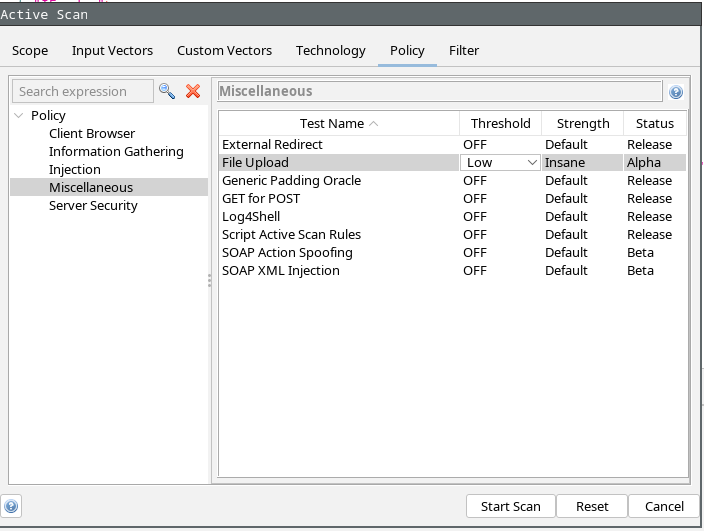 Active Scan
Scope Input Vectors Custom Vectors Technology Policy Filter
Search expression
Policy
Client Browser
Information Gathering
Injection
Miscellaneous
Server Security
Miscellaneous
Test Name Threshold Strength Status
External Redirect OFF Default Release
File Upload Low Insane Alpha
Generic Padding Oracle OFF Default Release
GET for POST OFF Default Release
Log4Shell OFF Default Release
Script Active Scan Rules OFF Default Release
SOAP Action Spoofing OFF Default Beta
SOAP XML Injection OFF Default Beta
Start Scan Reset Cancel